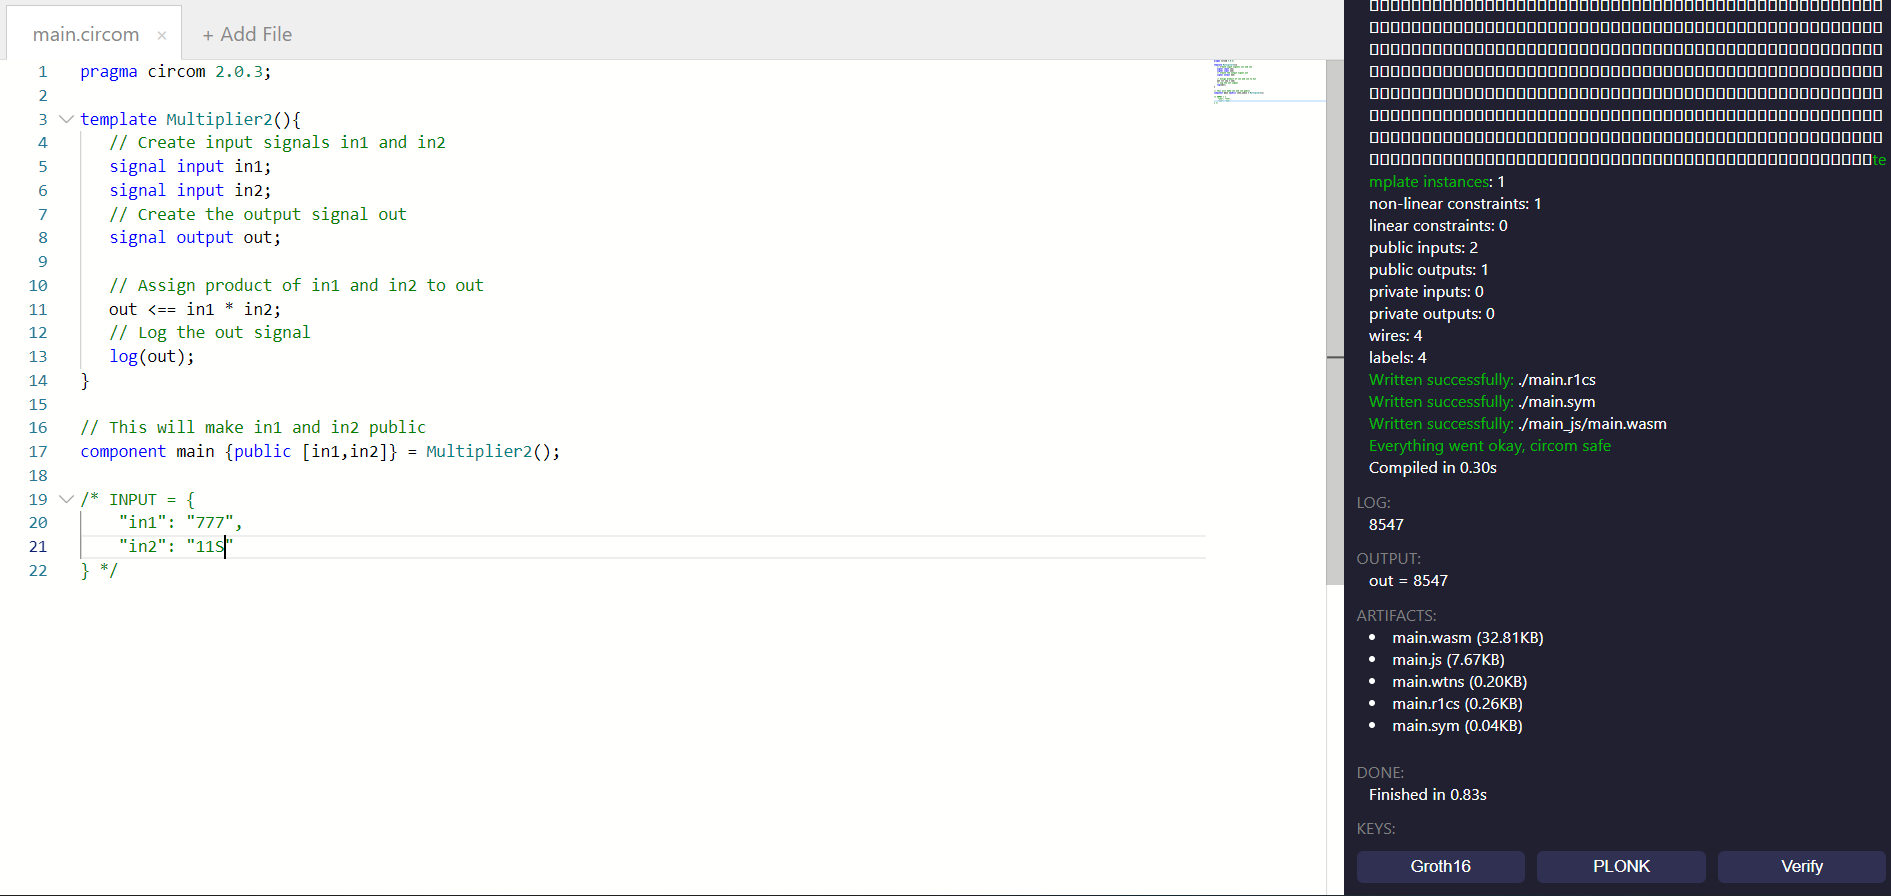 main.circom ×
+ Add File
1 pragma circom 2.0.3;
2
3 template Multiplier2(){
4 // Create input signals in1 and in2
5 signal input in1;
6 signal input in2;
7 // Create the output signal out
8 signal output out;
9
10 // Assign product of in1 and in2 to out
11 out <== in1 * in2;
12 // Log the out signal
13 log(out);
14 }
15
16 // This will make in1 and in2 public
17 component main {public [in1,in2]} = Multiplier2();
18
19 /* INPUT = {
20 "in1": "777",
21 "in2": "11S"
22 } */
te
mplate instances: 1
non-linear constraints: 1
linear constraints: 0
public inputs: 2
public outputs: 1
private inputs: 0
private outputs: 0
wires: 4
labels: 4
Written successfully: ./main.r1cs
Written successfully: ./main.sym
Written successfully: ./main_js/main.wasm
Everything went okay, circom safe
Compiled in 0.30s
LOG:
8547
OUTPUT:
out = 8547
ARTIFACTS:
• main.wasm (32.81KB)
• main.js (7.67KB)
• main.wtns (0.20KB)
• main.r1cs (0.26KB)
• main.sym (0.04KB)
DONE:
Finished in 0.83s
KEYS:
Groth16
PLONK
Verify